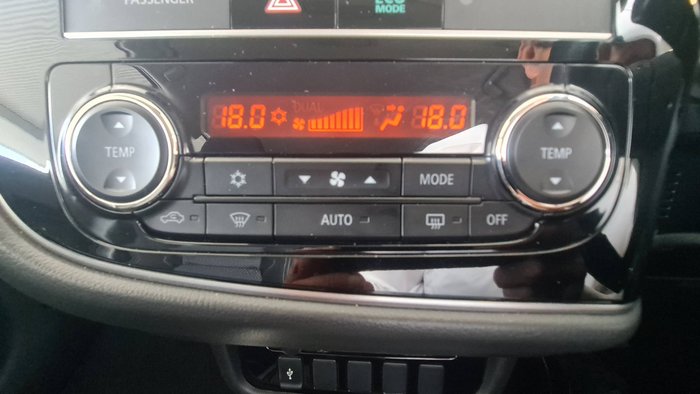 PASSENGER
ECO
MODE
18.0 DUAL 18.0
TEMP
TEMP
MODE
AUTO
OFF